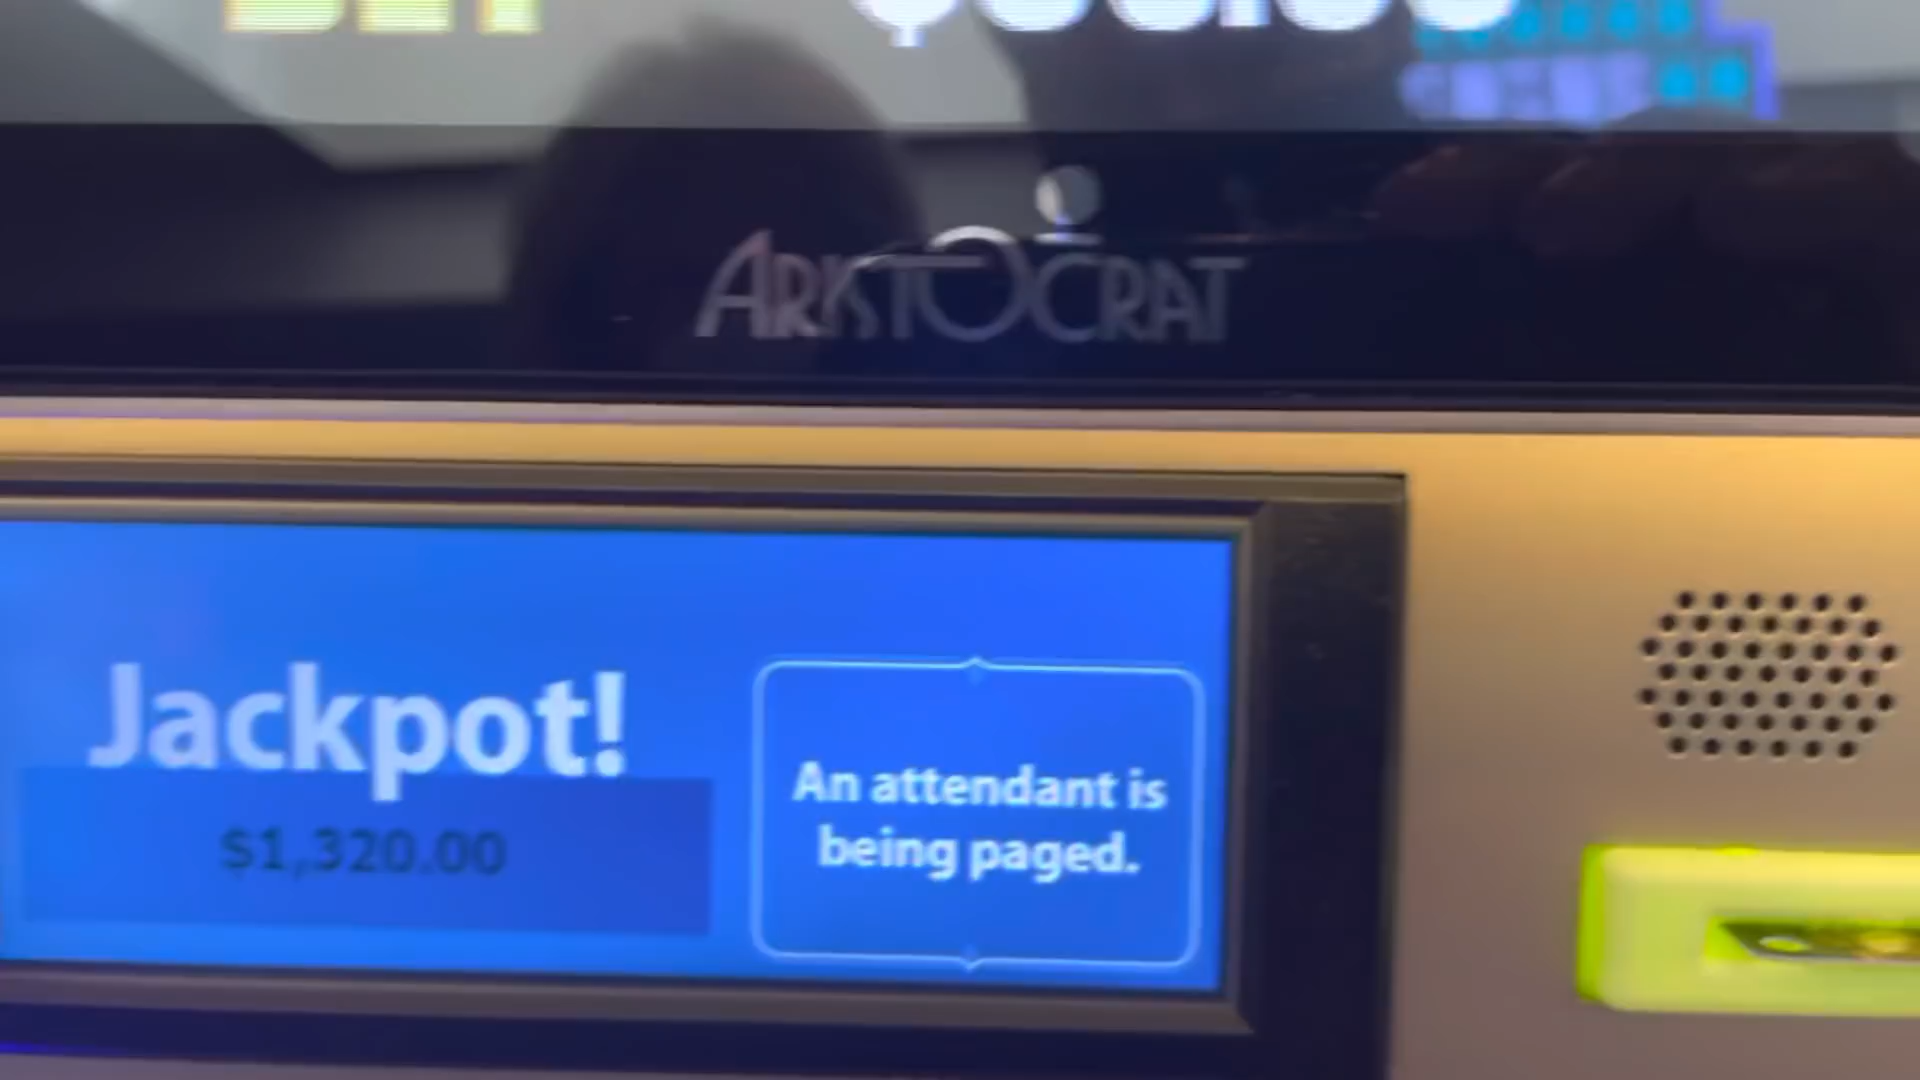 ARISTOCRAT
Jackpot!
$1,320.00
An attendant is
being paged.